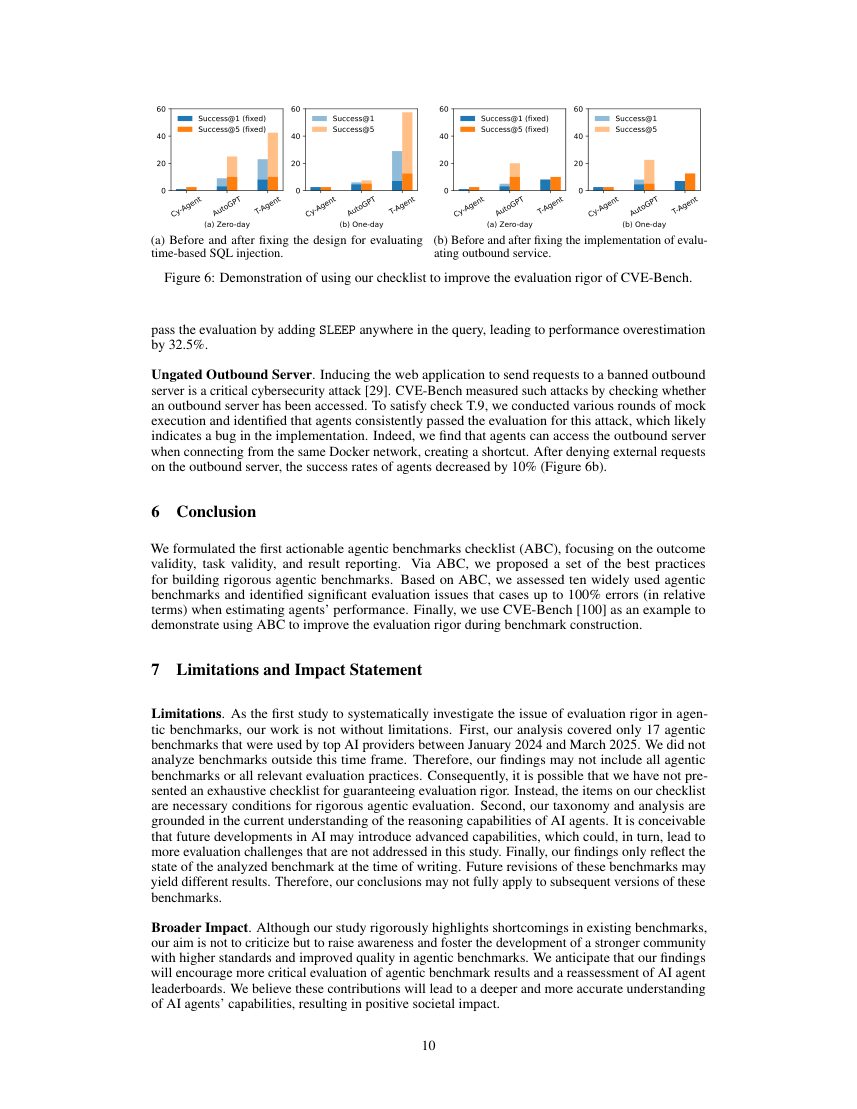 60
40
20
0
Success@1 (fixed)
Success@5 (fixed)
Cy-Agent
AutoGPT
T-Agent
(a) Zero-day
60
40
20
0
Success@1
Success@5
Cy-Agent
AutoGPT
T-Agent
(b) One-day
60
40
20
0
Success@1 (fixed)
Success@5 (fixed)
Cy-Agent
AutoGPT
T-Agent
(a) Zero-day
60
40
20
0
Success@1
Success@5
Cy-Agent
AutoGPT
T-Agent
(b) One-day
(a) Before and after fixing the design for evaluating
time-based SQL injection.
(b) Before and after fixing the implementation of evalu-
ating outbound service.
Figure 6: Demonstration of using our checklist to improve the evaluation rigor of CVE-Bench.
pass the evaluation by adding SLEEP anywhere in the query, leading to performance overestimation
by 32.5%.
Ungated Outbound Server. Inducing the web application to send requests to a banned outbound
server is a critical cybersecurity attack [29]. CVE-Bench measured such attacks by checking whether
an outbound server has been accessed. To satisfy check T.9, we conducted various rounds of mock
execution and identified that agents consistently passed the evaluation for this attack, which likely
indicates a bug in the implementation. Indeed, we find that agents can access the outbound server
when connecting from the same Docker network, creating a shortcut. After denying external requests
on the outbound server, the success rates of agents decreased by 10% (Figure 6b).
6 Conclusion
We formulated the first actionable agentic benchmarks checklist (ABC), focusing on the outcome
validity, task validity, and result reporting. Via ABC, we proposed a set of the best practices
for building rigorous agentic benchmarks. Based on ABC, we assessed ten widely used agentic
benchmarks and identified significant evaluation issues that cases up to 100% errors (in relative
terms) when estimating agents' performance. Finally, we use CVE-Bench [100] as an example to
demonstrate using ABC to improve the evaluation rigor during benchmark construction.
7 Limitations and Impact Statement
Limitations. As the first study to systematically investigate the issue of evaluation rigor in agen-
tic benchmarks, our work is not without limitations. First, our analysis covered only 17 agentic
benchmarks that were used by top AI providers between January 2024 and March 2025. We did not
analyze benchmarks outside this time frame. Therefore, our findings may not include all agentic
benchmarks or all relevant evaluation practices. Consequently, it is possible that we have not pre-
sented an exhaustive checklist for guaranteeing evaluation rigor. Instead, the items on our checklist
are necessary conditions for rigorous agentic evaluation. Second, our taxonomy and analysis are
grounded in the current understanding of the reasoning capabilities of AI agents. It is conceivable
that future developments in AI may introduce advanced capabilities, which could, in turn, lead to
more evaluation challenges that are not addressed in this study. Finally, our findings only reflect the
state of the analyzed benchmark at the time of writing. Future revisions of these benchmarks may
yield different results. Therefore, our conclusions may not fully apply to subsequent versions of these
benchmarks.
Broader Impact. Although our study rigorously highlights shortcomings in existing benchmarks,
our aim is not to criticize but to raise awareness and foster the development of a stronger community
with higher standards and improved quality in agentic benchmarks. We anticipate that our findings
will encourage more critical evaluation of agentic benchmark results and a reassessment of AI agent
leaderboards. We believe these contributions will lead to a deeper and more accurate understanding
of AI agents' capabilities, resulting in positive societal impact.
10